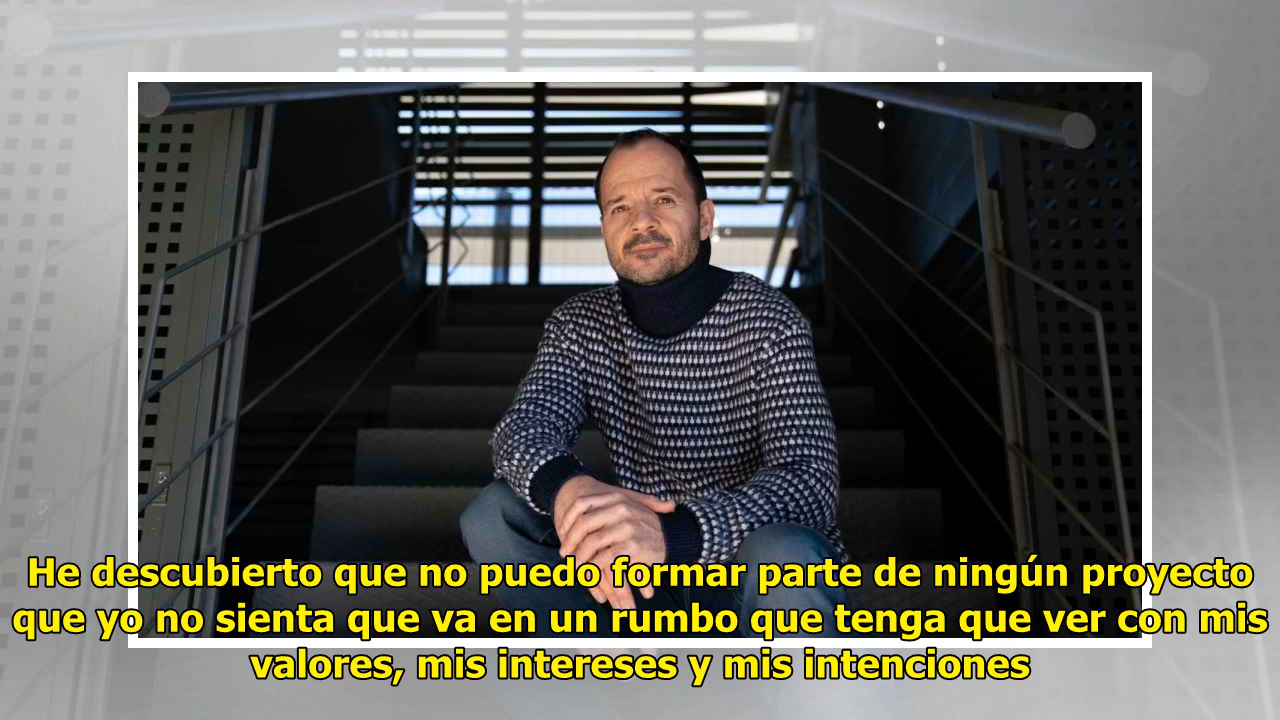 He descubierto que no puedo formar parte de ningún proyecto
que yo no sienta que va en un rumbo que tenga que ver con mis
valores, mis intereses y mis intenciones